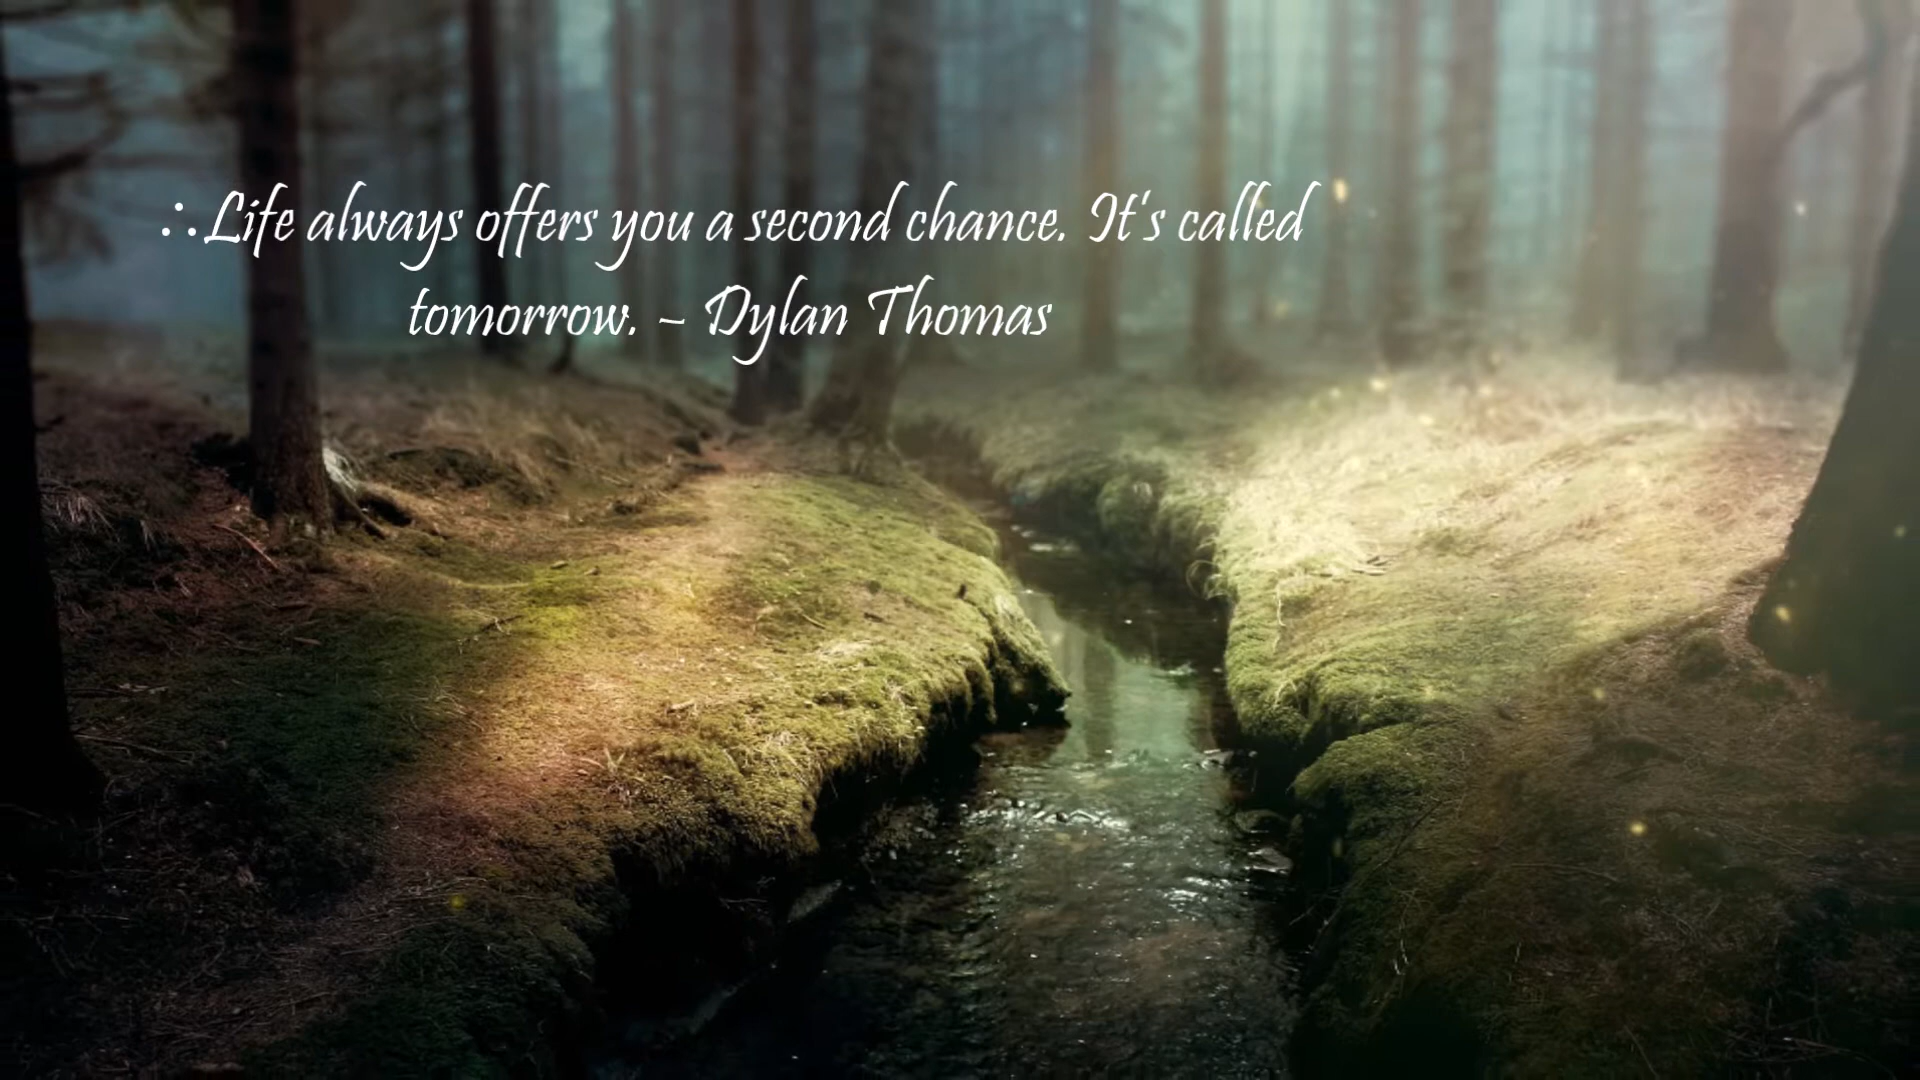 ∴Life always offers you a second chance. It's called
tomorrow. – Dylan Thomas